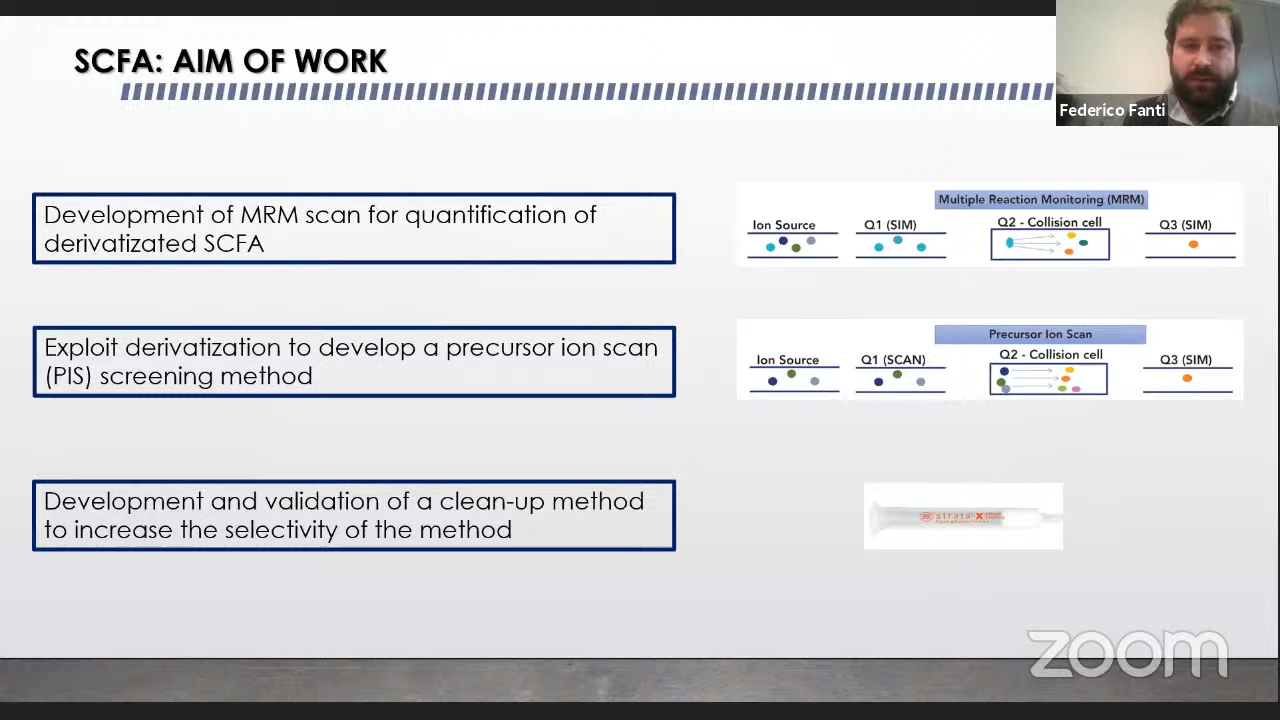 SCFA: AIM OF WORK
Federico Fanti
Development of MRM scan for quantification of
derivatizated SCFA
Multiple Reaction Monitoring (MRM)
Ion Source
Q1 (SIM)
Q2 - Collision cell
Q3 (SIM)
Exploit derivatization to develop a precursor ion scan
(PIS) screening method
Precursor Ion Scan
Ion Source
Q1 (SCAN)
Q2 - Collision cell
Q3 (SIM)
Development and validation of a clean-up method
to increase the selectivity of the method
strata-X
zoom